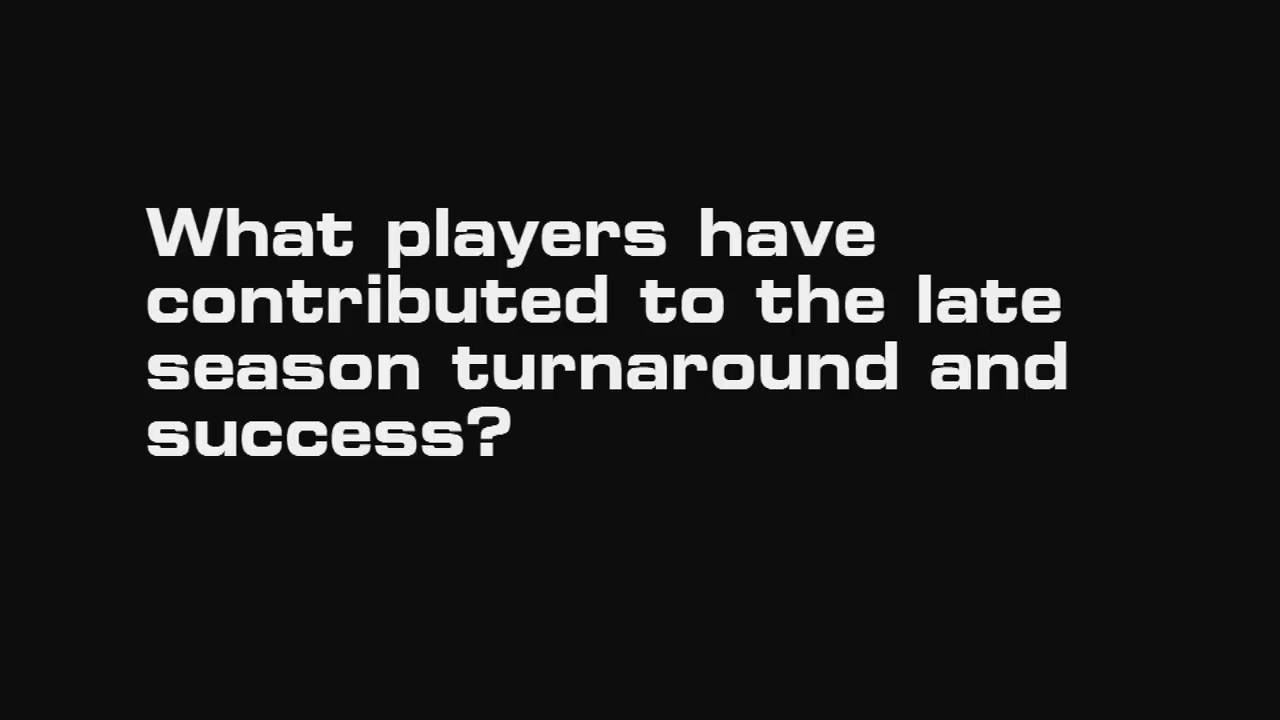 What players have
contributed to the late
season turnaround and
success?